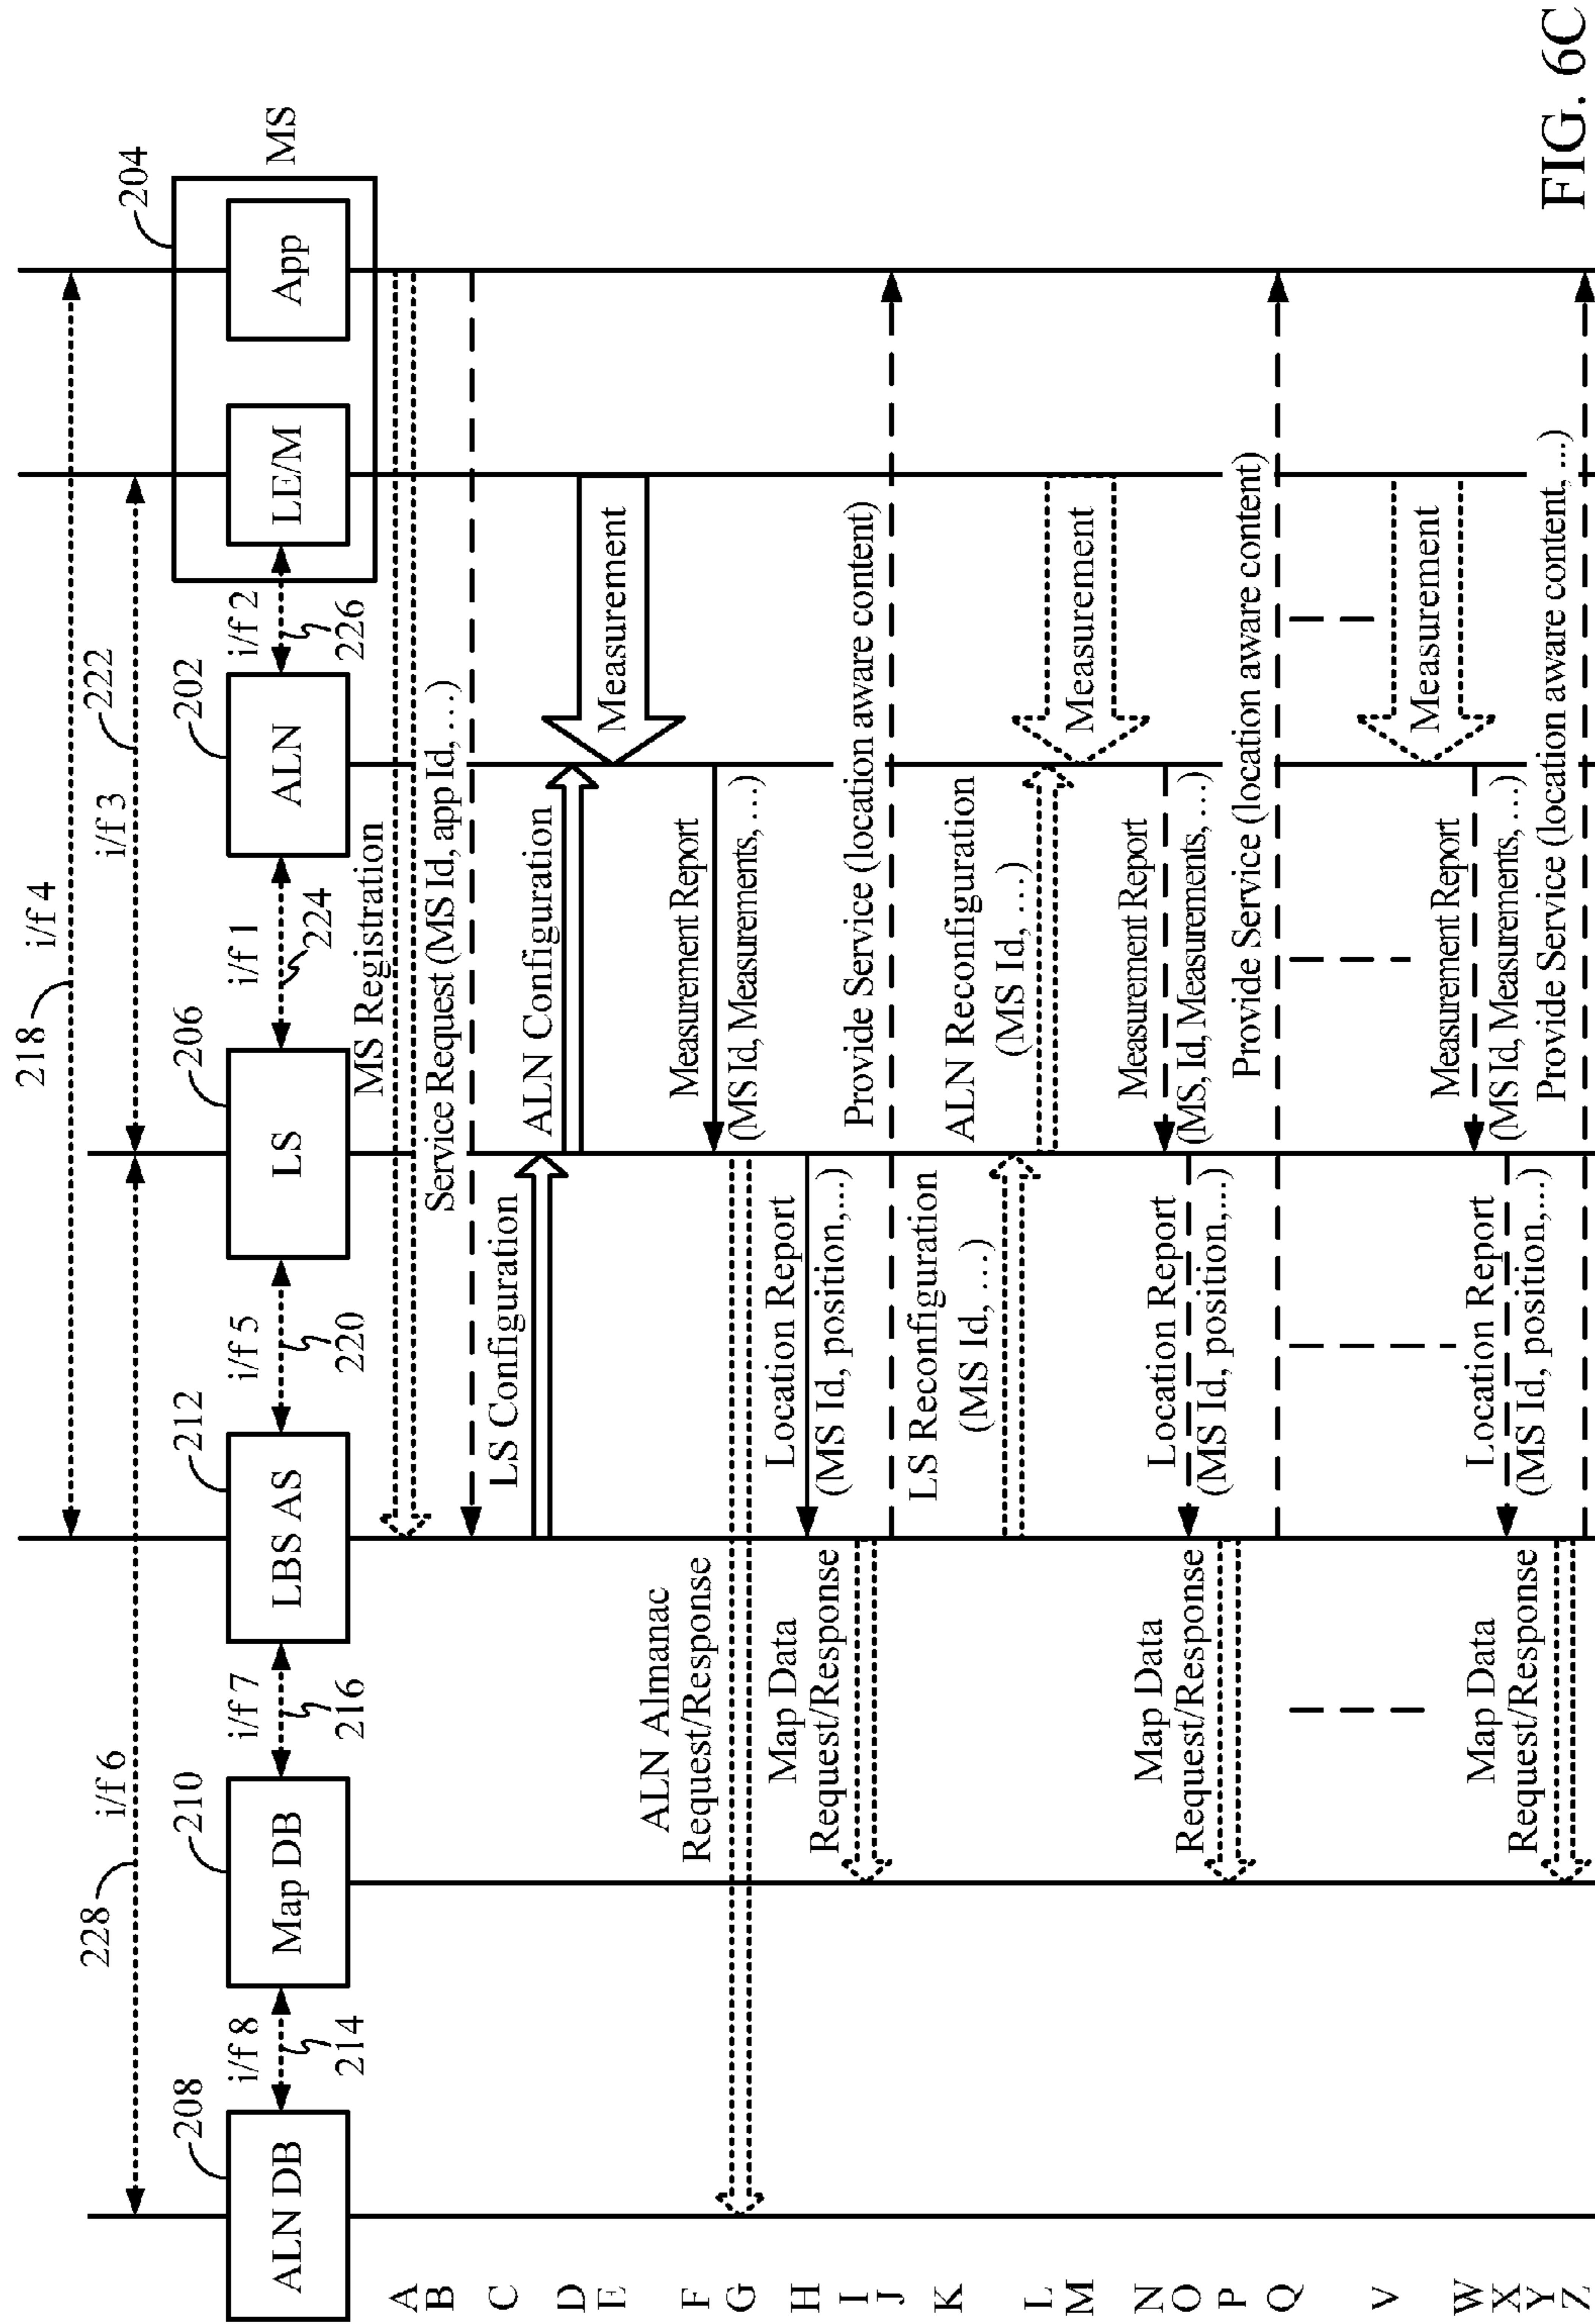 218
i/f 4
228
i/f 6
i/f 3
222
208
210
212
206
202
204
ALN DB
i/f 8
214
Map DB
i/f 7
216
LBS AS
i/f 5
220
LS
i/f 1
224
ALN
i/f 2
226
LE/M
App
MS
A
MS Registration
B
Service Request (MS Id, app Id, …)
C
LS Configuration
D
ALN Configuration
E
Measurement
F
Measurement Report
(MS Id, Measurements, …)
G
ALN Almanac
Request/Response
H
Location Report
(MS Id, position,…)
I
Map Data
Request/Response
J
Provide Service (location aware content)
K
LS Reconfiguration
(MS Id, …)
L
ALN Reconfiguration
(MS Id, …)
M
Measurement
N
Measurement Report
(MS, Id, Measurements, …)
O
Location Report
(MS Id, position,…)
P
Map Data
Request/Response
Q
Provide Service (location aware content)
V
Measurement
W
Measurement Report
(MS Id, Measurements, …)
X
Location Report
(MS Id, position,…)
Y
Map Data
Request/Response
Z
Provide Service (location aware content, …)
FIG. 6C